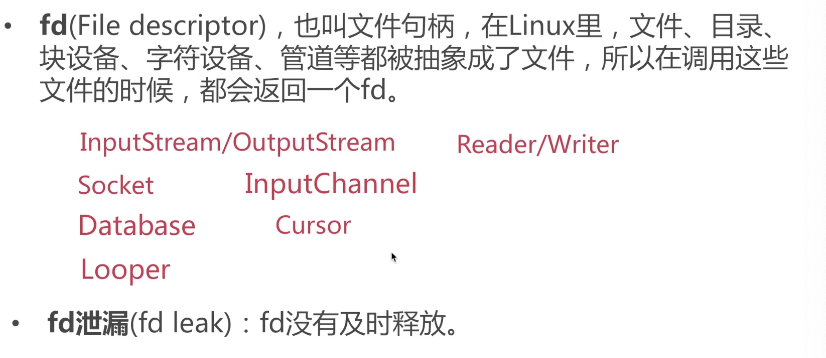 • fd(File descriptor)，也叫文件句柄，在Linux里，文件、目录、
块设备、字符设备、管道等都被抽象成了文件，所以在调用这些
文件的时候，都会返回一个fd。
InputStream/OutputStream Reader/Writer
Socket InputChannel
Database Cursor
Looper
• fd泄漏(fd leak)：fd没有及时释放。